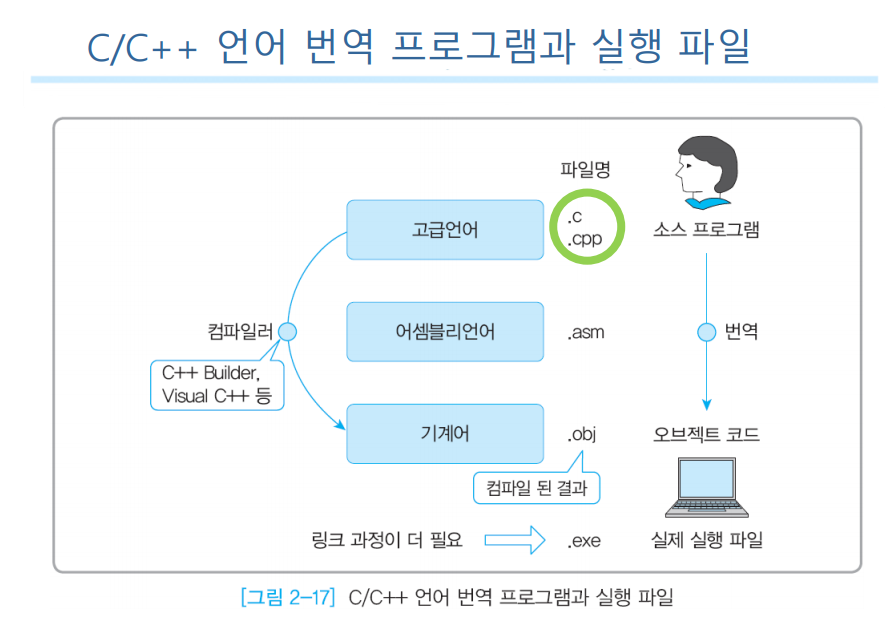 C/C++ 언어 번역 프로그램과 실행 파일
파일명
고급언어
.c
.cpp
소스 프로그램
컴파일러
C++ Builder,
Visual C++ 등
어셈블리언어
.asm
번역
기계어
.obj
오브젝트 코드
컴파일 된 결과
링크 과정이 더 필요
.exe
실제 실행 파일
[그림 2-17] C/C++ 언어 번역 프로그램과 실행 파일